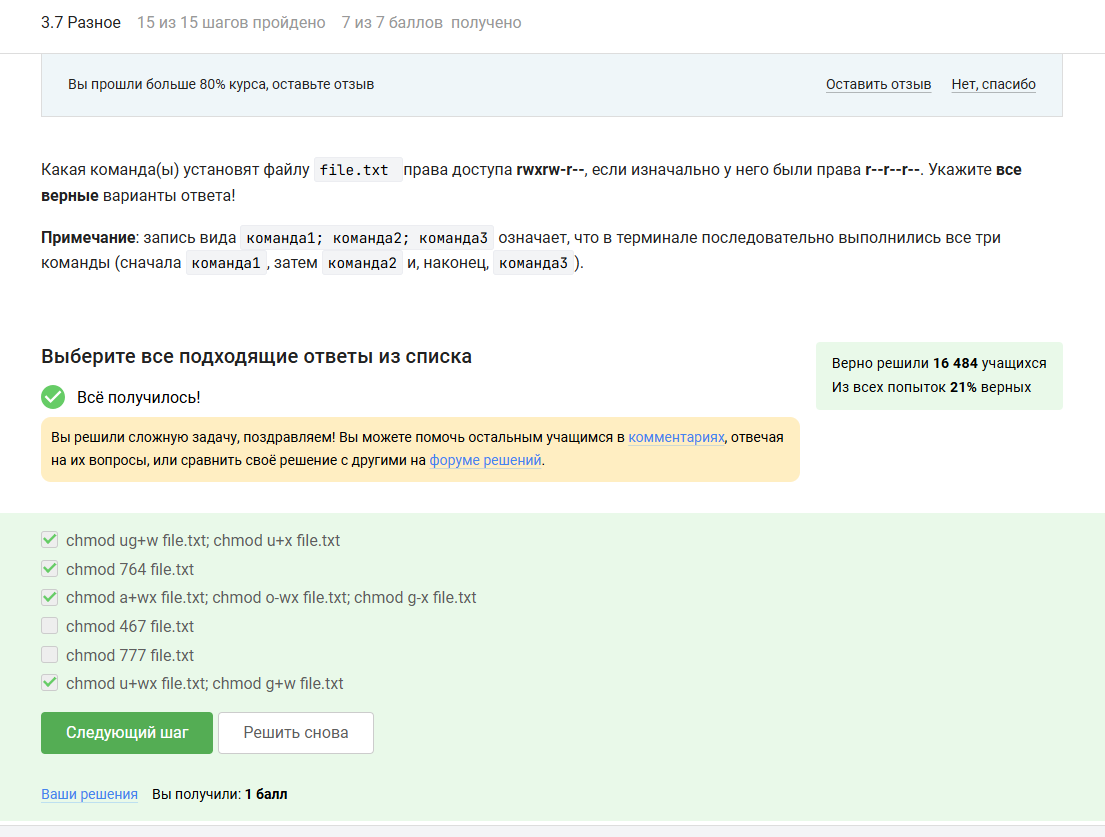 3.7 Разное 15 из 15 шагов пройдено 7 из 7 баллов получено
Вы прошли больше 80% курса, оставьте отзыв Оставить отзыв Нет, спасибо
Какая команда(ы) установят файлу file.txt права доступа rwxrw-r--, если изначально у него были права r--r--r--. Укажите все
верные варианты ответа!
Примечание: запись вида команда1; команда2; команда3 означает, что в терминале последовательно выполнились все три
команды (сначала команда1, затем команда2 и, наконец, команда3).
Выберите все подходящие ответы из списка
Верно решили 16 484 учащихся
Из всех попыток 21% верных
Всё получилось!
Вы решили сложную задачу, поздравляем! Вы можете помочь остальным учащимся в комментариях, отвечая
на их вопросы, или сравнить своё решение с другими на форуме решений.
chmod ug+w file.txt; chmod u+x file.txt
chmod 764 file.txt
chmod a+wx file.txt; chmod o-wx file.txt; chmod g-x file.txt
chmod 467 file.txt
chmod 777 file.txt
chmod u+wx file.txt; chmod g+w file.txt
Следующий шаг Решить снова
Ваши решения Вы получили: 1 балл